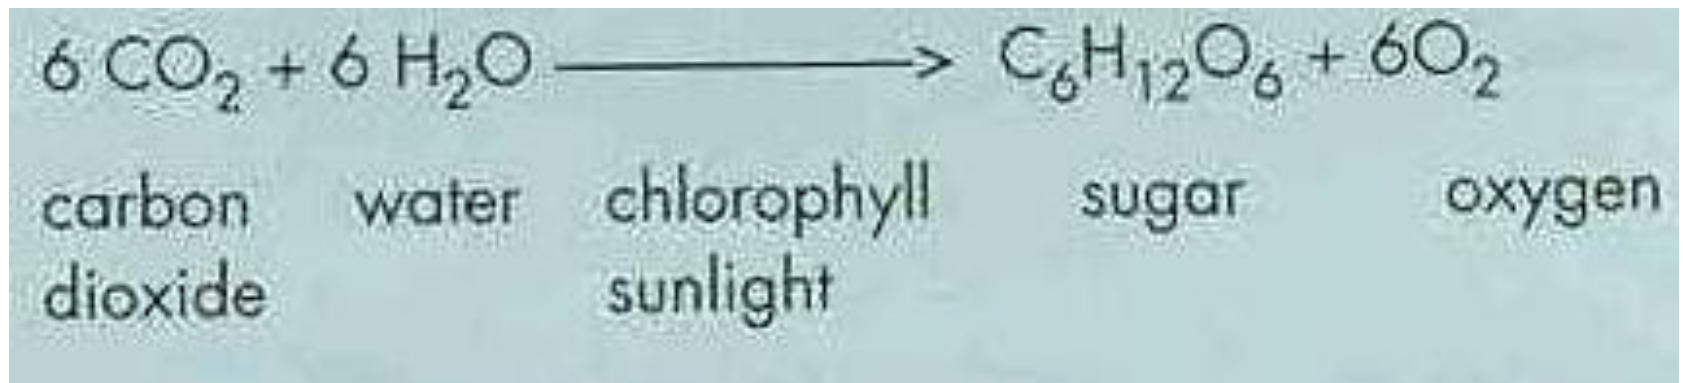 6 CO₂ + 6 H₂O ⟶ C₆H₁₂O₆ + 6O₂
carbon water chlorophyll sugar oxygen
dioxide sunlight